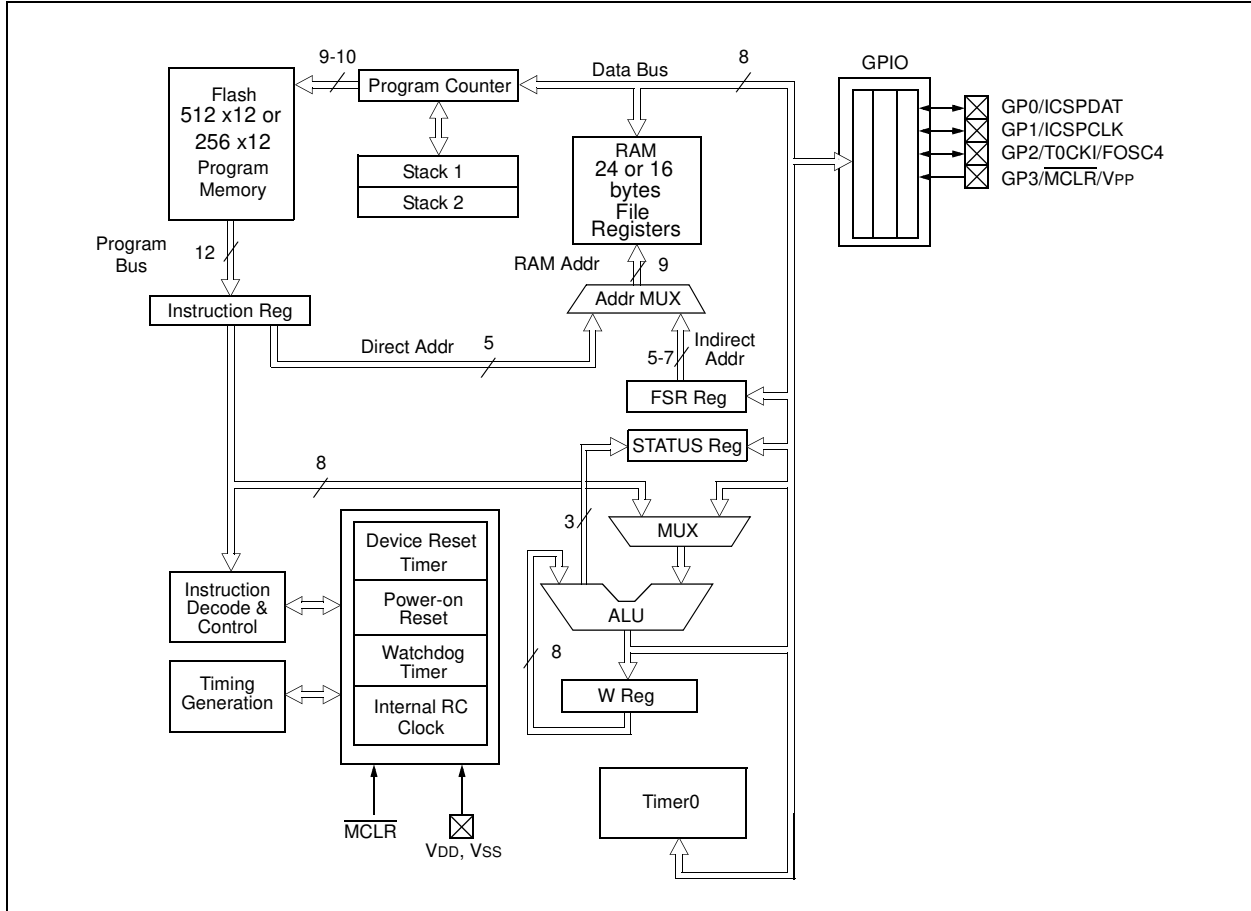 9-10
Data Bus
8
GPIO
Flash
512 x12 or
256 x12
Program
Memory
Program Counter
Stack 1
Stack 2
RAM
24 or 16
bytes
File
Registers
GP0/ICSPDAT
GP1/ICSPCLK
GP2/T0CKI/FOSC4
GP3/MCLR/VPP
Program
Bus
12
RAM Addr
9
Instruction Reg
Addr MUX
Direct Addr
5
5-7
Indirect
Addr
FSR Reg
STATUS Reg
8
3
MUX
Device Reset
Timer
Power-on
Reset
Watchdog
Timer
Internal RC
Clock
Instruction
Decode &
Control
Timing
Generation
ALU
8
W Reg
Timer0
MCLR
VDD, VSS